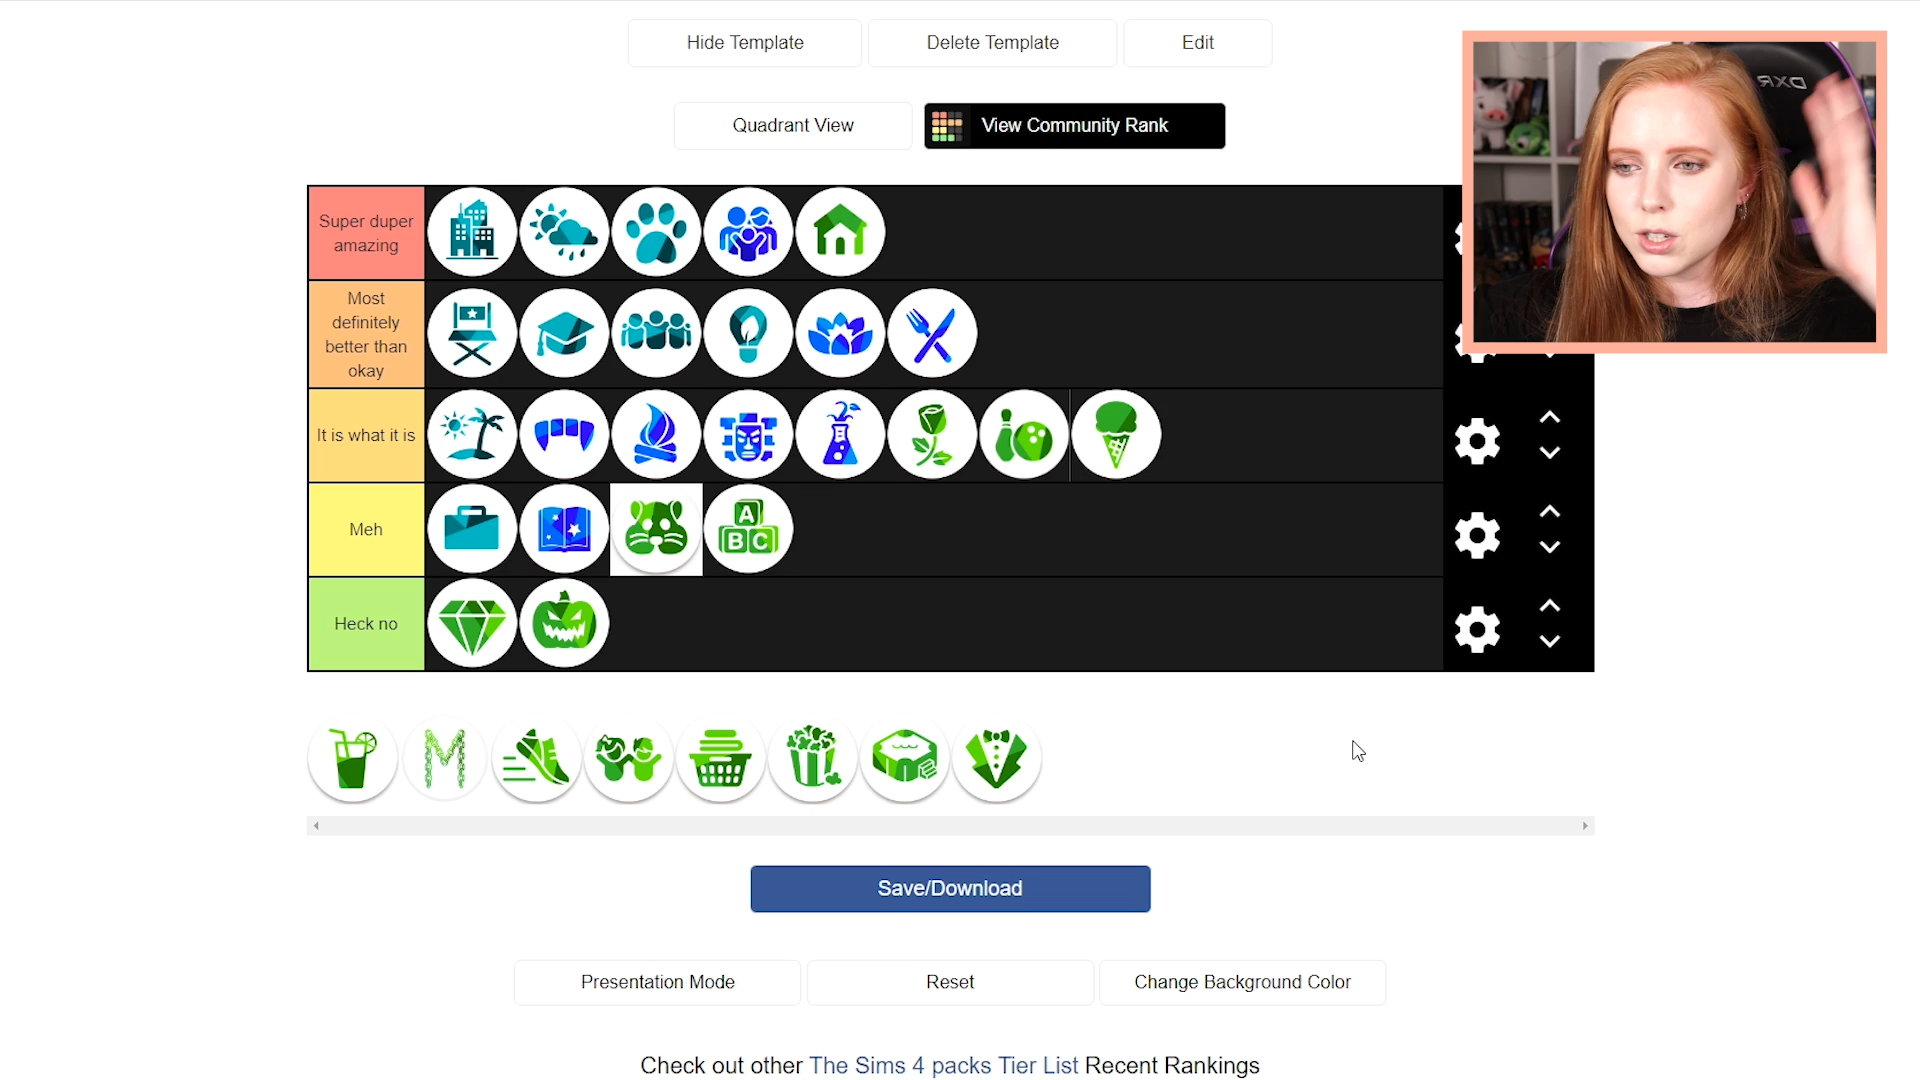 Hide Template
Delete Template
Edit
Quadrant View
View Community Rank
DXR
Super duper
amazing
Most
definitely
better than
okay
It is what it is
Meh
A
B C
Heck no
M
Save/Download
Presentation Mode
Reset
Change Background Color
Check out other The Sims 4 packs Tier List Recent Rankings